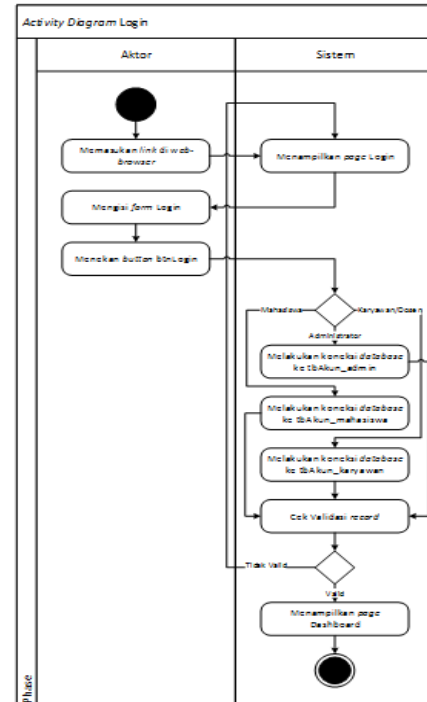 Activity Diagram Login
Aktor
Sistem
Memasukan link di web-
browser
Menampilkan page Login
Mengisi form Login
Menekan button btnLogin
Mahasiswa
Karyawan/Dosen
Administrator
Melakukan koneksi database
ke tbAkun_admin
Melakukan koneksi database
ke tbAkun_mahasiswa
Melakukan koneksi database
ke tbAkun_karyawan
Cek Validasi record
Tidak Valid
Valid
Menampilkan page
Dashboard
Phase